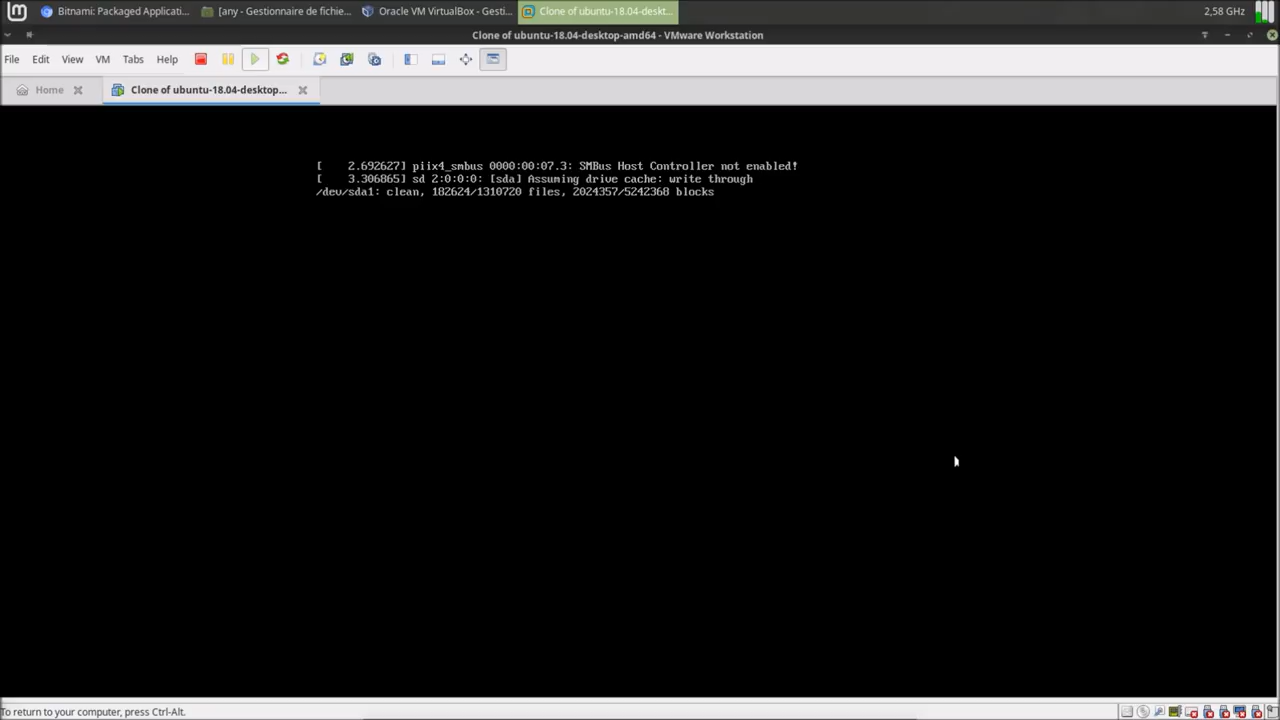 Bitnami: Packaged Applicati... [any - Gestionnaire de fichie... Oracle VM VirtualBox - Gesti... Clone of ubuntu-18.04-deskt... 2,58 GHz
Clone of ubuntu-18.04-desktop-amd64 - VMware Workstation
File Edit View VM Tabs Help
Home Clone of ubuntu-18.04-desktop...
[    2.692627] piix4_smbus 0000:00:07.3: SMBus Host Controller not enabled!
[    3.306865] sd 2:0:0:0: [sda] Assuming drive cache: write through
/dev/sda1: clean, 182624/1310720 files, 2024357/5242368 blocks
To return to your computer, press Ctrl-Alt.